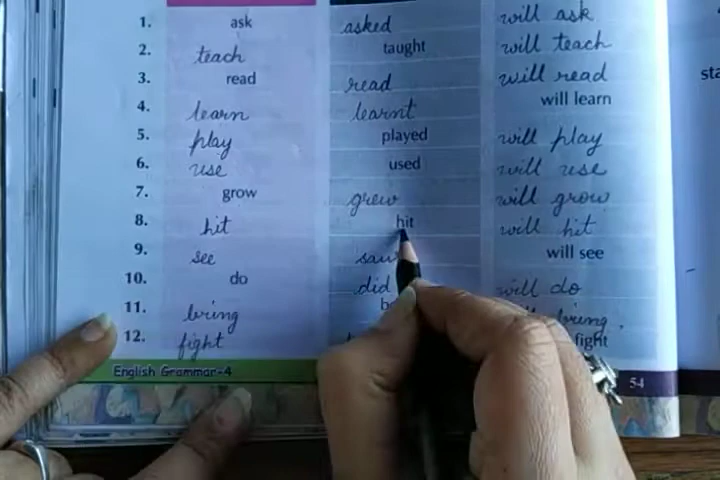 1. ask asked will ask
2. teach taught will teach
3. read read will read
4. learn learnt will learn
5. play played will play
6. use used will use
7. grow grew will grow
8. hit hit will hit
9. see saw will see
10. do did will do
11. bring bring
12. fight fight
English Grammar-4 54